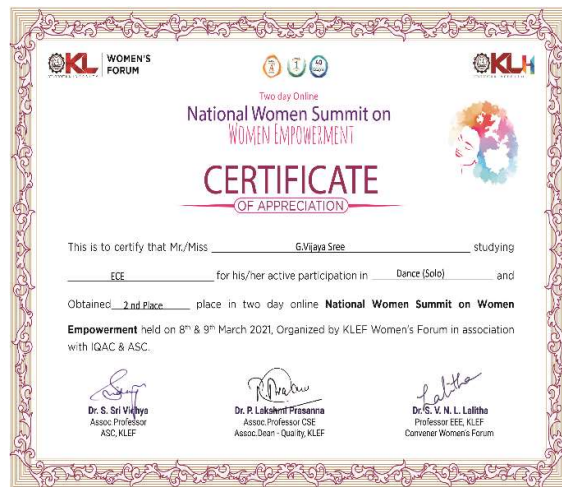 KL WOMEN'S FORUM
KLH
Two day Online
National Women Summit on
WOMEN EMPOWERMENT
CERTIFICATE
OF APPRECIATION
This is to certify that Mr./Miss G.Vijaya Sree studying
ECE for his/her active participation in Dance (Solo) and
Obtained 2 nd Place place in two day online National Women Summit on Women
Empowerment held on 8th & 9th March 2021, Organized by KLEF Women's Forum in association
with IQAC & ASC.
Lalitha
Dr. S. Sri Vidhya Dr. P. Lakshmi Prasanna Dr. S. V. N. L. Lalitha
Assoc Professor Assoc.Professor CSE Professor EEE, KLEF
ASC, KLEF Assoc.Dean - Quality, KLEF Convener Women's Forum